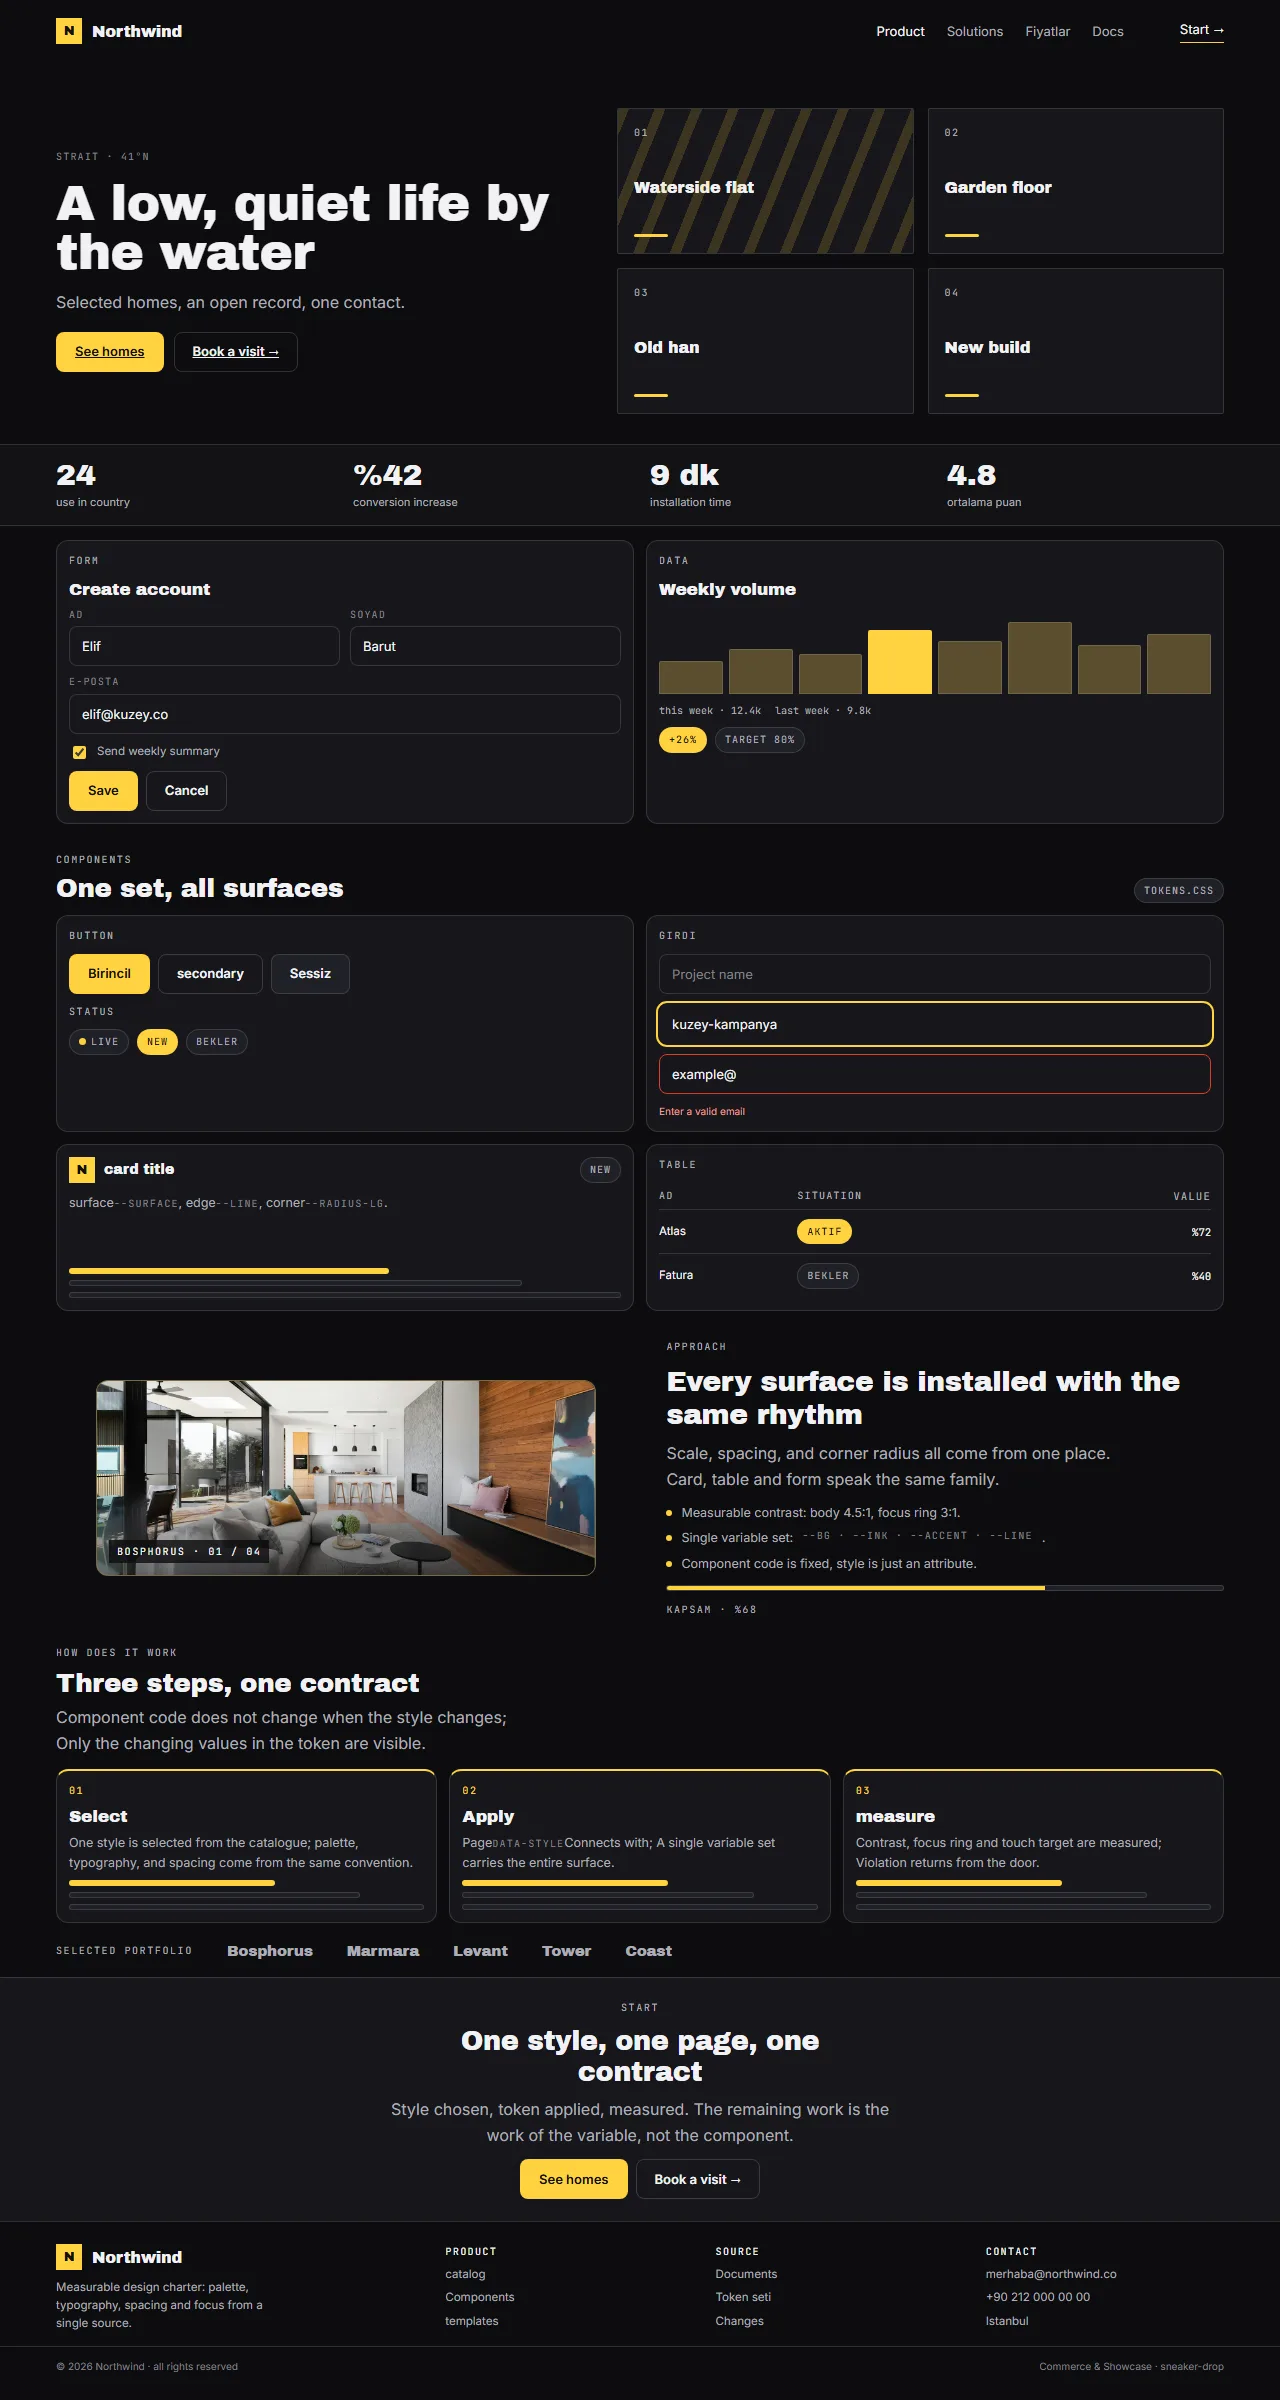 N Northwind
Product Solutions Fiyatlar Docs Start →
STRAIT · 41°N
A low, quiet life by
the water
Selected homes, an open record, one contact.
See homes Book a visit →
01
Waterside flat
02
Garden floor
03
Old han
04
New build
24
use in country
%42
conversion increase
9 dk
installation time
4.8
ortalama puan
FORM
Create account
AD SOYAD
Elif Barut
E-POSTA
elif@kuzey.co
Send weekly summary
Save Cancel
DATA
Weekly volume
this week · 12.4k last week · 9.8k
+26% TARGET 80%
COMPONENTS
One set, all surfaces
TOKENS.CSS
BUTTON
Birincil secondary Sessiz
STATUS
LIVE NEW BEKLER
GIRDI
Project name
kuzey-kampanya
example@
Enter a valid email
N card title NEW
surface--SURFACE, edge--LINE, corner--RADIUS-LG.
TABLE
AD SITUATION VALUE
Atlas AKTIF %72
Fatura BEKLER %40
BOSPHORUS · 01 / 04
APPROACH
Every surface is installed with the
same rhythm
Scale, spacing, and corner radius all come from one place.
Card, table and form speak the same family.
Measurable contrast: body 4.5:1, focus ring 3:1.
Single variable set: --BG · --INK · --ACCENT · --LINE .
Component code is fixed, style is just an attribute.
KAPSAM · %68
HOW DOES IT WORK
Three steps, one contract
Component code does not change when the style changes;
Only the changing values in the token are visible.
01
Select
One style is selected from the catalogue; palette,
typography, and spacing come from the same convention.
02
Apply
PageDATA-STYLEConnects with; A single variable set
carries the entire surface.
03
measure
Contrast, focus ring and touch target are measured;
Violation returns from the door.
SELECTED PORTFOLIO Bosphorus Marmara Levant Tower Coast
START
One style, one page, one
contract
Style chosen, token applied, measured. The remaining work is the
work of the variable, not the component.
See homes Book a visit →
N Northwind
Measurable design charter: palette,
typography, spacing and focus from a
single source.
PRODUCT
catalog
Components
templates
SOURCE
Documents
Token seti
Changes
CONTACT
merhaba@northwind.co
+90 212 000 00 00
Istanbul
© 2026 Northwind · all rights reserved
Commerce & Showcase · sneaker-drop